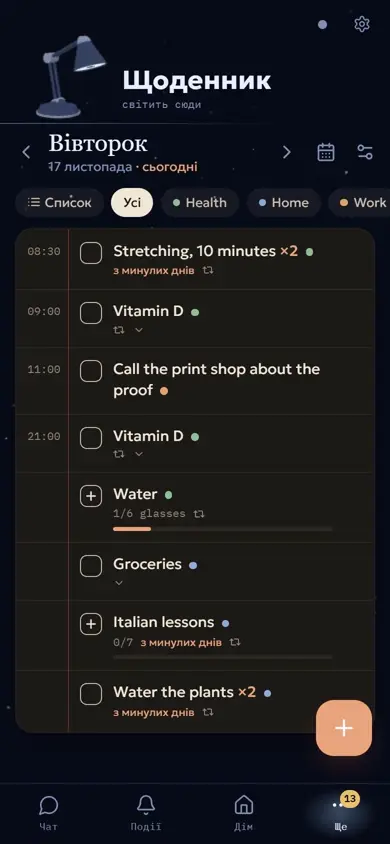 Щоденник
світить сюди
Вівторок
17 листопада · сьогодні
Список
Усі
Health
Home
Work
08:30
Stretching, 10 minutes ×2
з минулих днів
09:00
Vitamin D
11:00
Call the print shop about the
proof
21:00
Vitamin D
Water
1/6 glasses
Groceries
Italian lessons
0/7 з минулих днів
Water the plants ×2
з минулих днів
+
13
Чат
Події
Дім
Ще